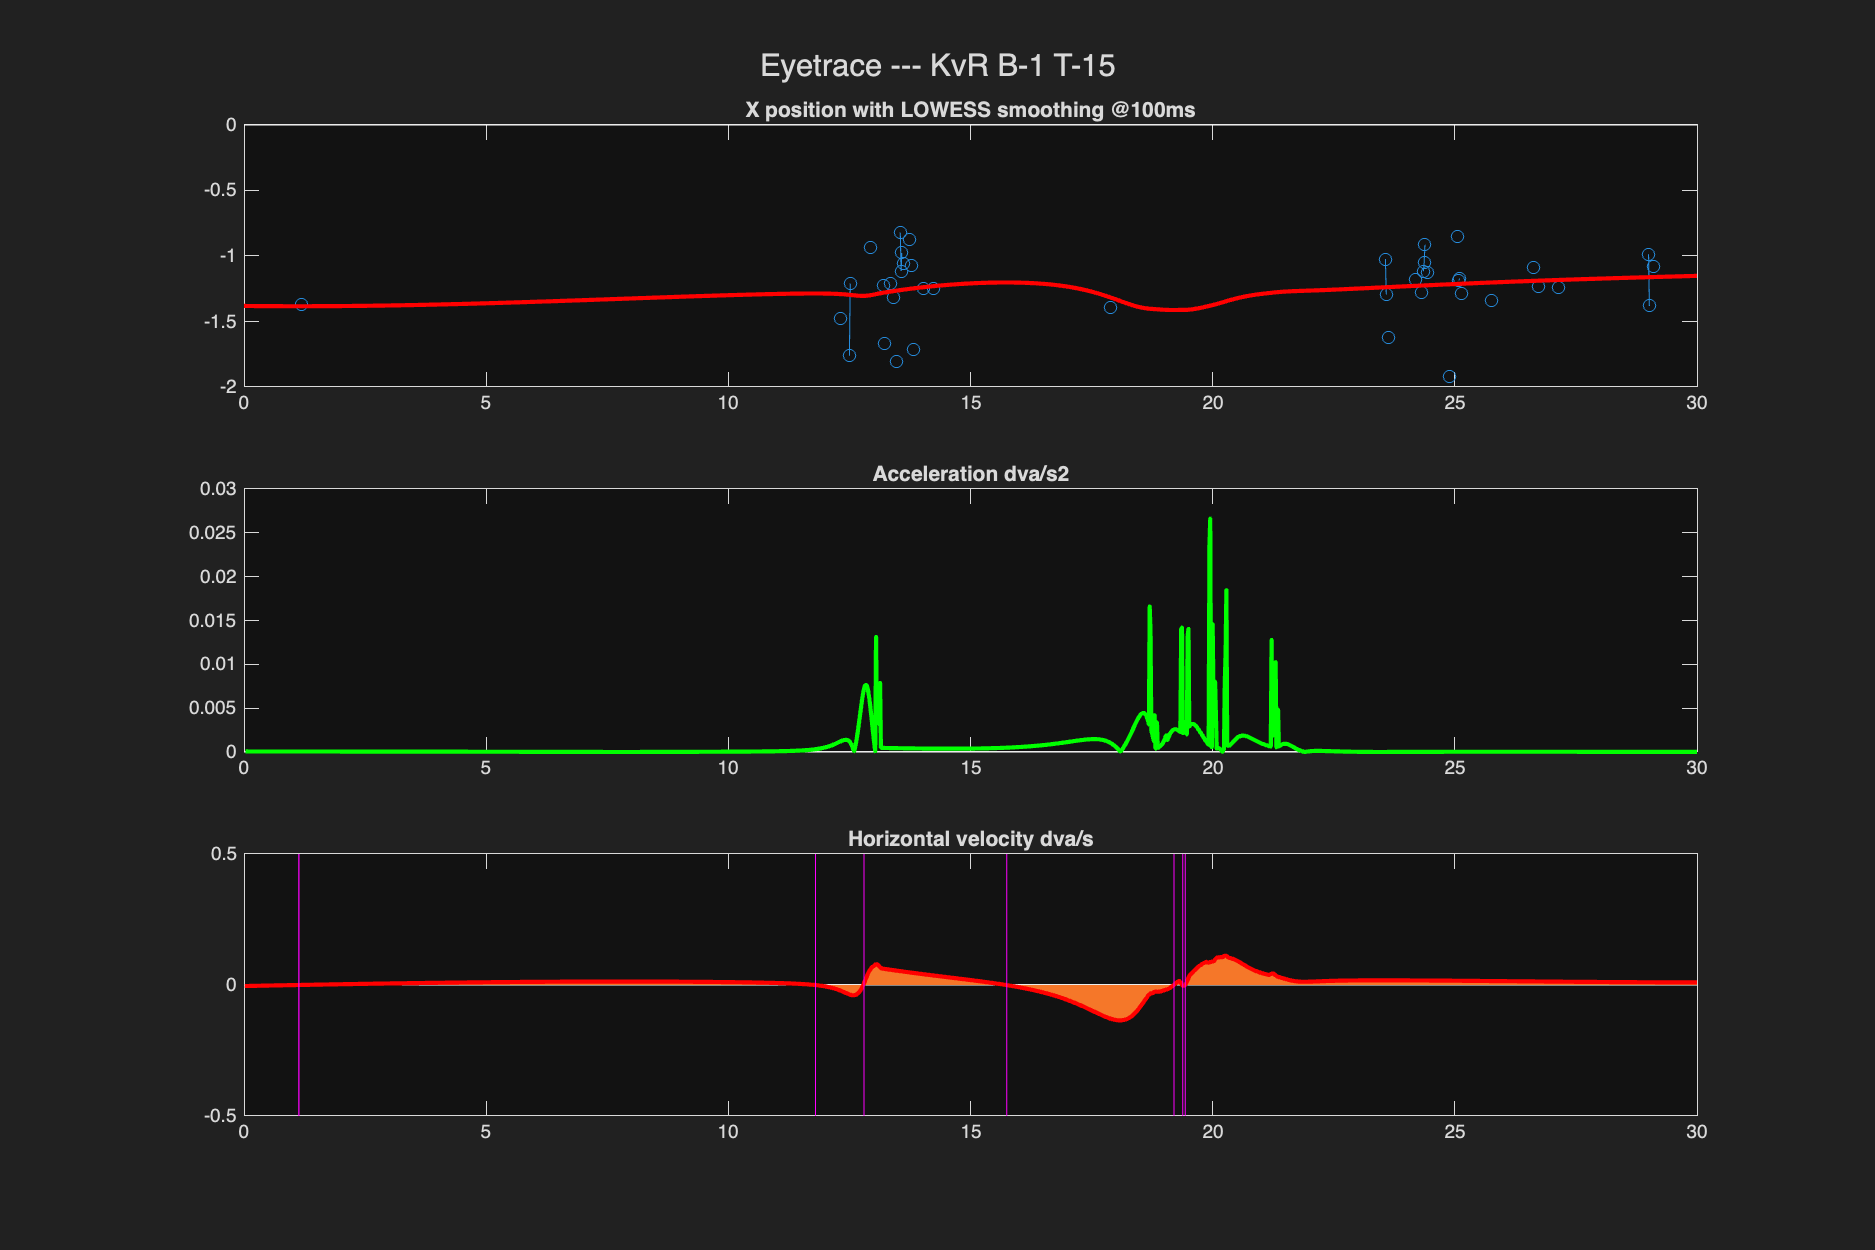 Eyetrace --- KvR B-1 T-15
X position with LOWESS smoothing @100ms
0
-0.5
-1
-1.5
-2
0 5 10 15 20 25 30
Acceleration dva/s2
0.03
0.025
0.02
0.015
0.01
0.005
0
0 5 10 15 20 25 30
Horizontal velocity dva/s
0.5
0
-0.5
0 5 10 15 20 25 30